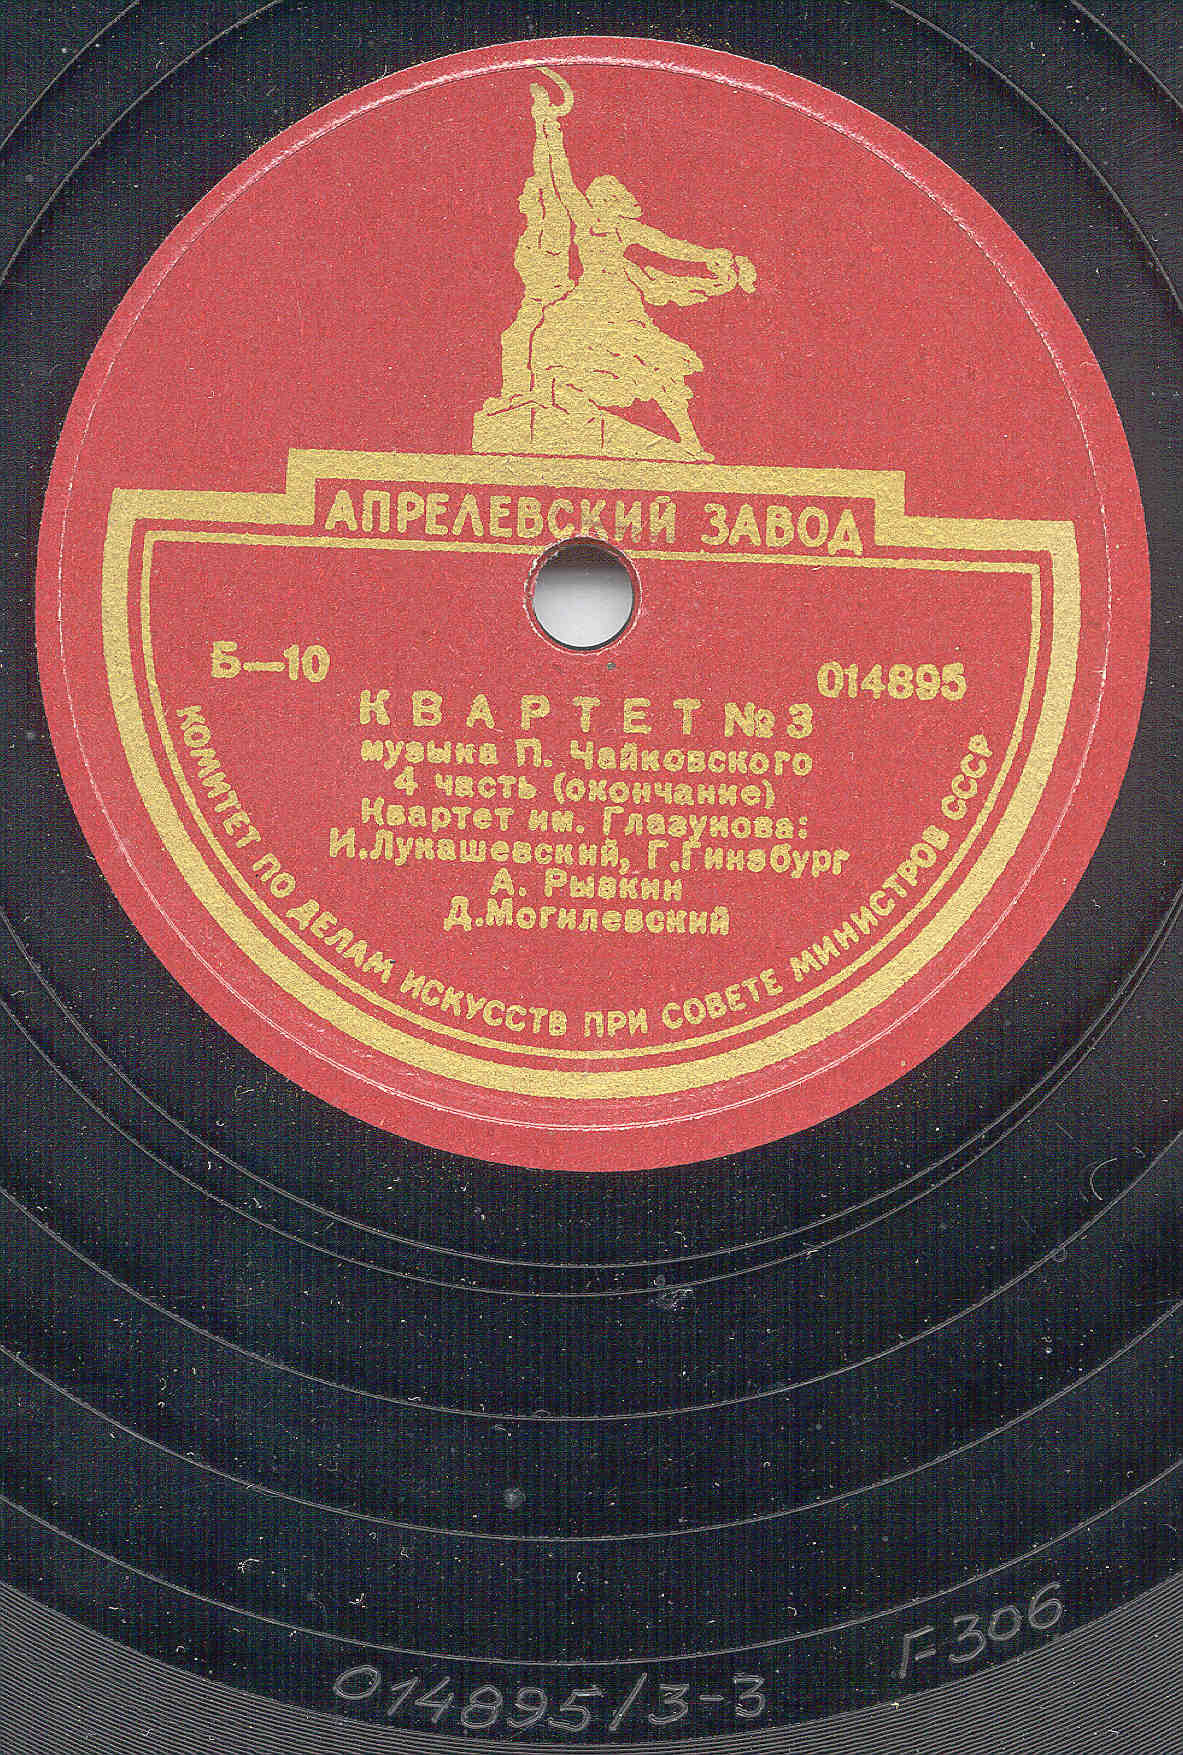 АПРЕЛЕВСКИЙ ЗАВОД
Б—10
014895
КВАРТЕТ №3
музыка П. Чайковского
4 часть (окончание)
Квартет им. Глазунова:
И.Лукашевский, Г.Гинзбург
А. Рывкин
Д.Могилевский
КОМИТЕТ ПО ДЕЛАМ ИСКУССТВ ПРИ СОВЕТЕ МИНИСТРОВ СССР
F306
014895/3-3